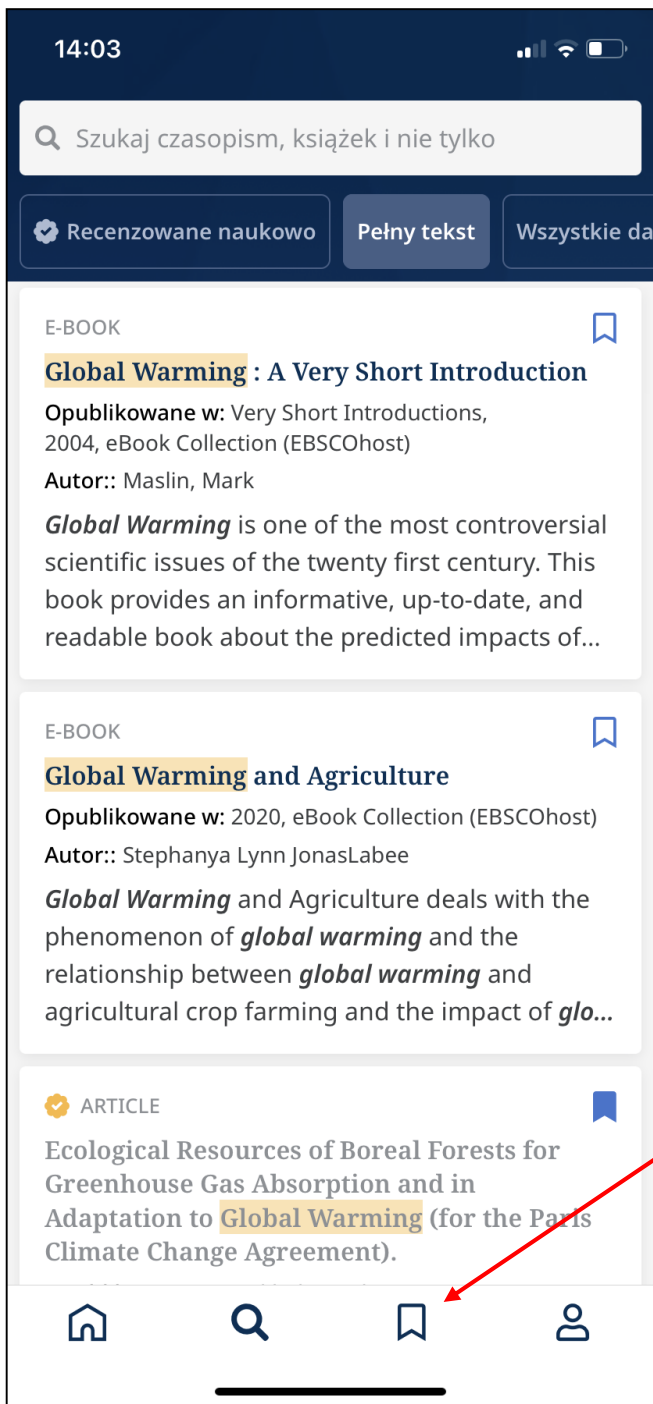 14:03
Szukaj czasopism, książek i nie tylko
Recenzowane naukowo
Pełny tekst
Wszystkie da
E-BOOK
Global Warming : A Very Short Introduction
Opublikowane w: Very Short Introductions,
2004, eBook Collection (EBSCOhost)
Autor:: Maslin, Mark
Global Warming is one of the most controversial
scientific issues of the twenty first century. This
book provides an informative, up-to-date, and
readable book about the predicted impacts of...
E-BOOK
Global Warming and Agriculture
Opublikowane w: 2020, eBook Collection (EBSCOhost)
Autor:: Stephanya Lynn JonasLabee
Global Warming and Agriculture deals with the
phenomenon of global warming and the
relationship between global warming and
agricultural crop farming and the impact of glo...
ARTICLE
Ecological Resources of Boreal Forests for
Greenhouse Gas Absorption and in
Adaptation to Global Warming (for the Paris
Climate Change Agreement).